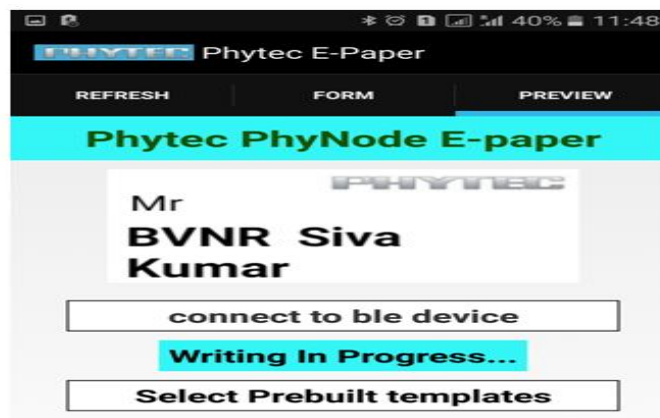 40% 11:48
PHYTEC Phytec E-Paper
REFRESH FORM PREVIEW
Phytec PhyNode E-paper
PHYTEC
Mr
BVNR Siva
Kumar
connect to ble device
Writing In Progress...
Select Prebuilt templates